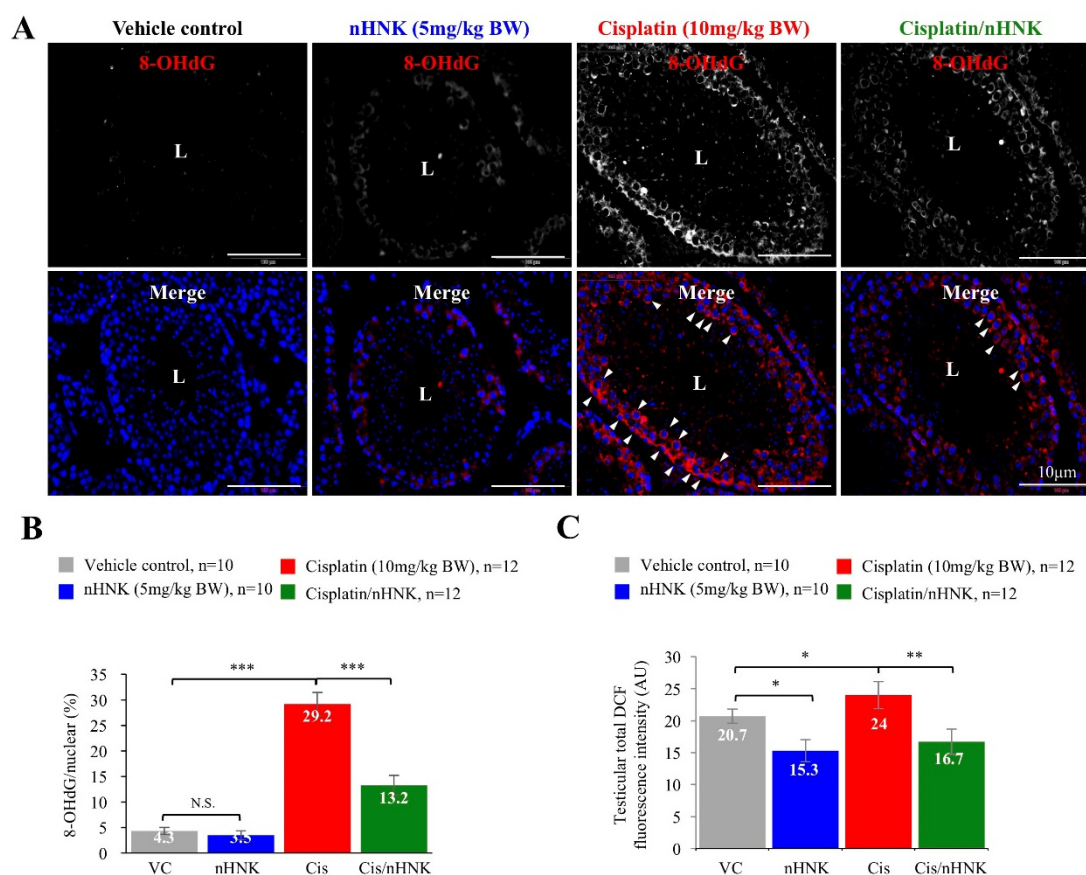 A
Vehicle control
nHNK (5mg/kg BW)
Cisplatin (10mg/kg BW)
Cisplatin/nHNK
8-OHdG
8-OHdG
8-OHdG
8-OHdG
L
L
L
L
Merge
Merge
Merge
Merge
L
L
L
L
10μm
B
Vehicle control, n=10
Cisplatin (10mg/kg BW), n=12
nHNK (5mg/kg BW), n=10
Cisplatin/nHNK, n=12
8-OHdG/nuclear (%)
35
30
25
20
15
10
5
0
***
***
N.S.
4.3
3.5
29.2
13.2
VC
nHNK
Cis
Cis/nHNK
C
Vehicle control, n=10
Cisplatin (10mg/kg BW), n=12
nHNK (5mg/kg BW), n=10
Cisplatin/nHNK, n=12
Testicular total DCF
fluorescence intensity (AU)
30
25
20
15
10
5
0
*
**
*
20.7
15.3
24
16.7
VC
nHNK
Cis
Cis/nHNK